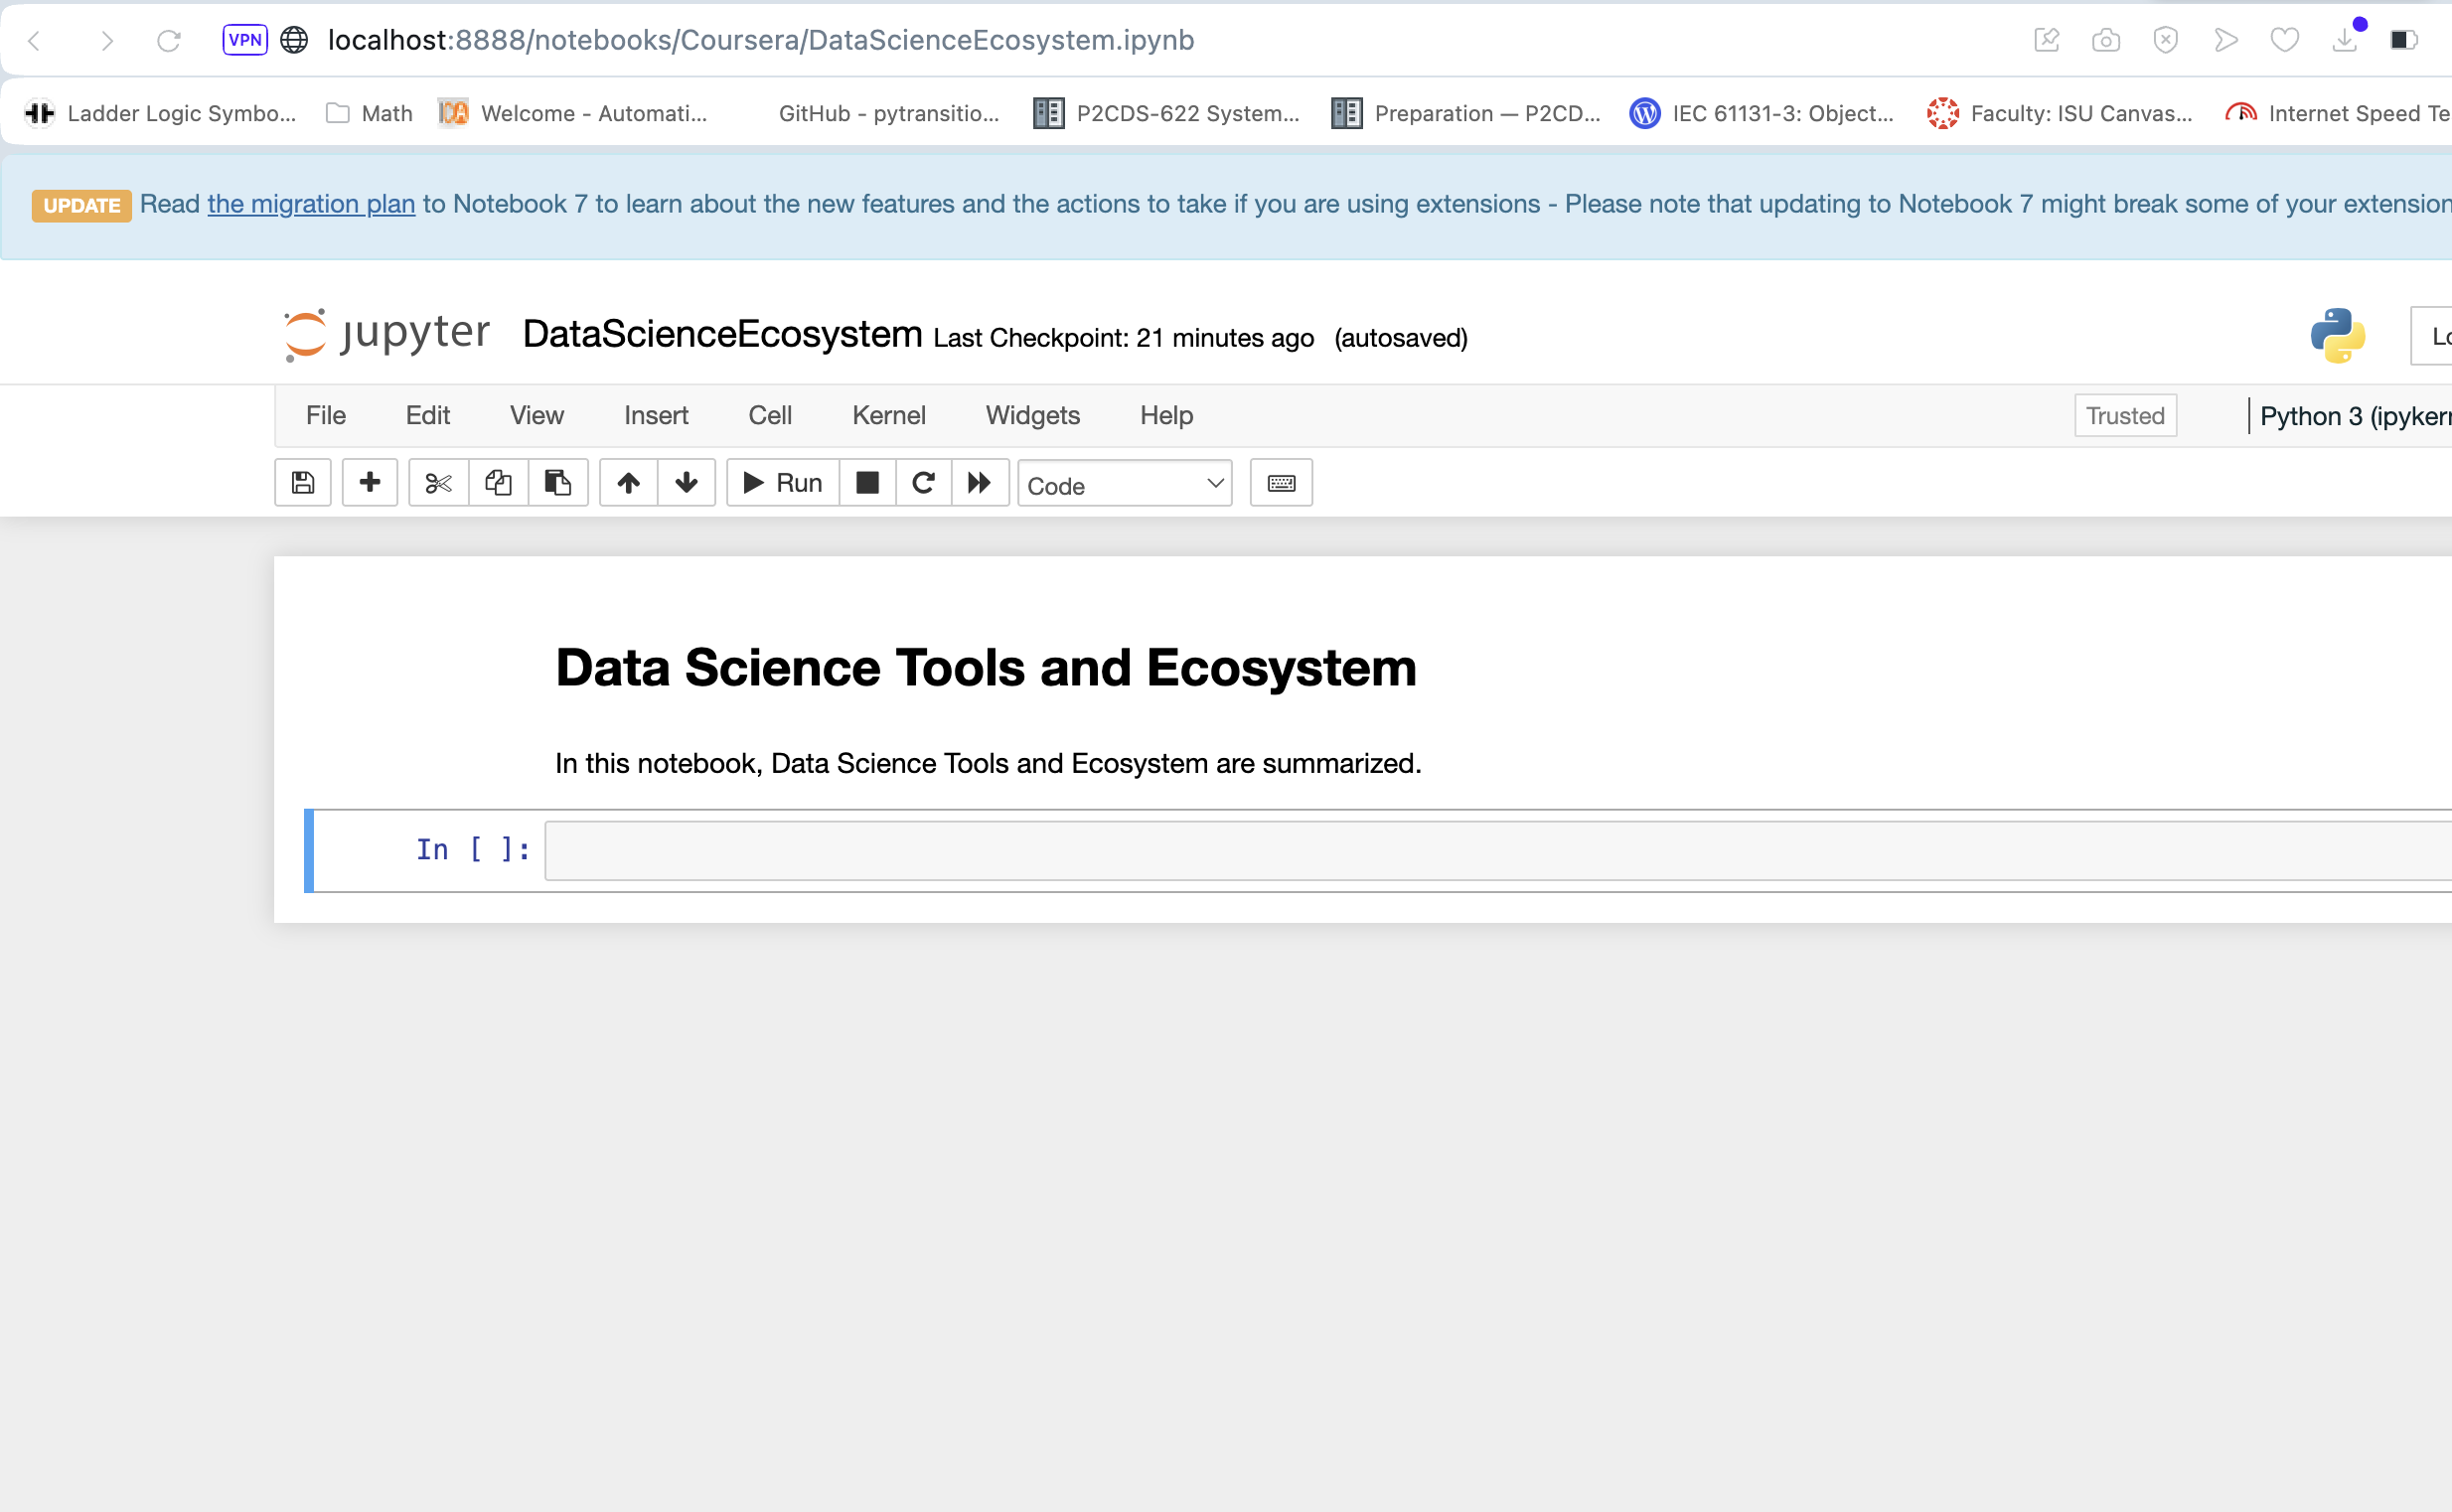 VPN localhost:8888/notebooks/Coursera/DataScienceEcosystem.ipynb
Ladder Logic Symbo... Math Welcome - Automati... GitHub - pytransitio... P2CDS-622 System... Preparation — P2CD... IEC 61131-3: Object... Faculty: ISU Canvas... Internet Speed Te
UPDATE Read the migration plan to Notebook 7 to learn about the new features and the actions to take if you are using extensions - Please note that updating to Notebook 7 might break some of your extension
jupyter DataScienceEcosystem Last Checkpoint: 21 minutes ago (autosaved) Lo
File Edit View Insert Cell Kernel Widgets Help Trusted Python 3 (ipyker
Run Code
Data Science Tools and Ecosystem
In this notebook, Data Science Tools and Ecosystem are summarized.
In [ ]: